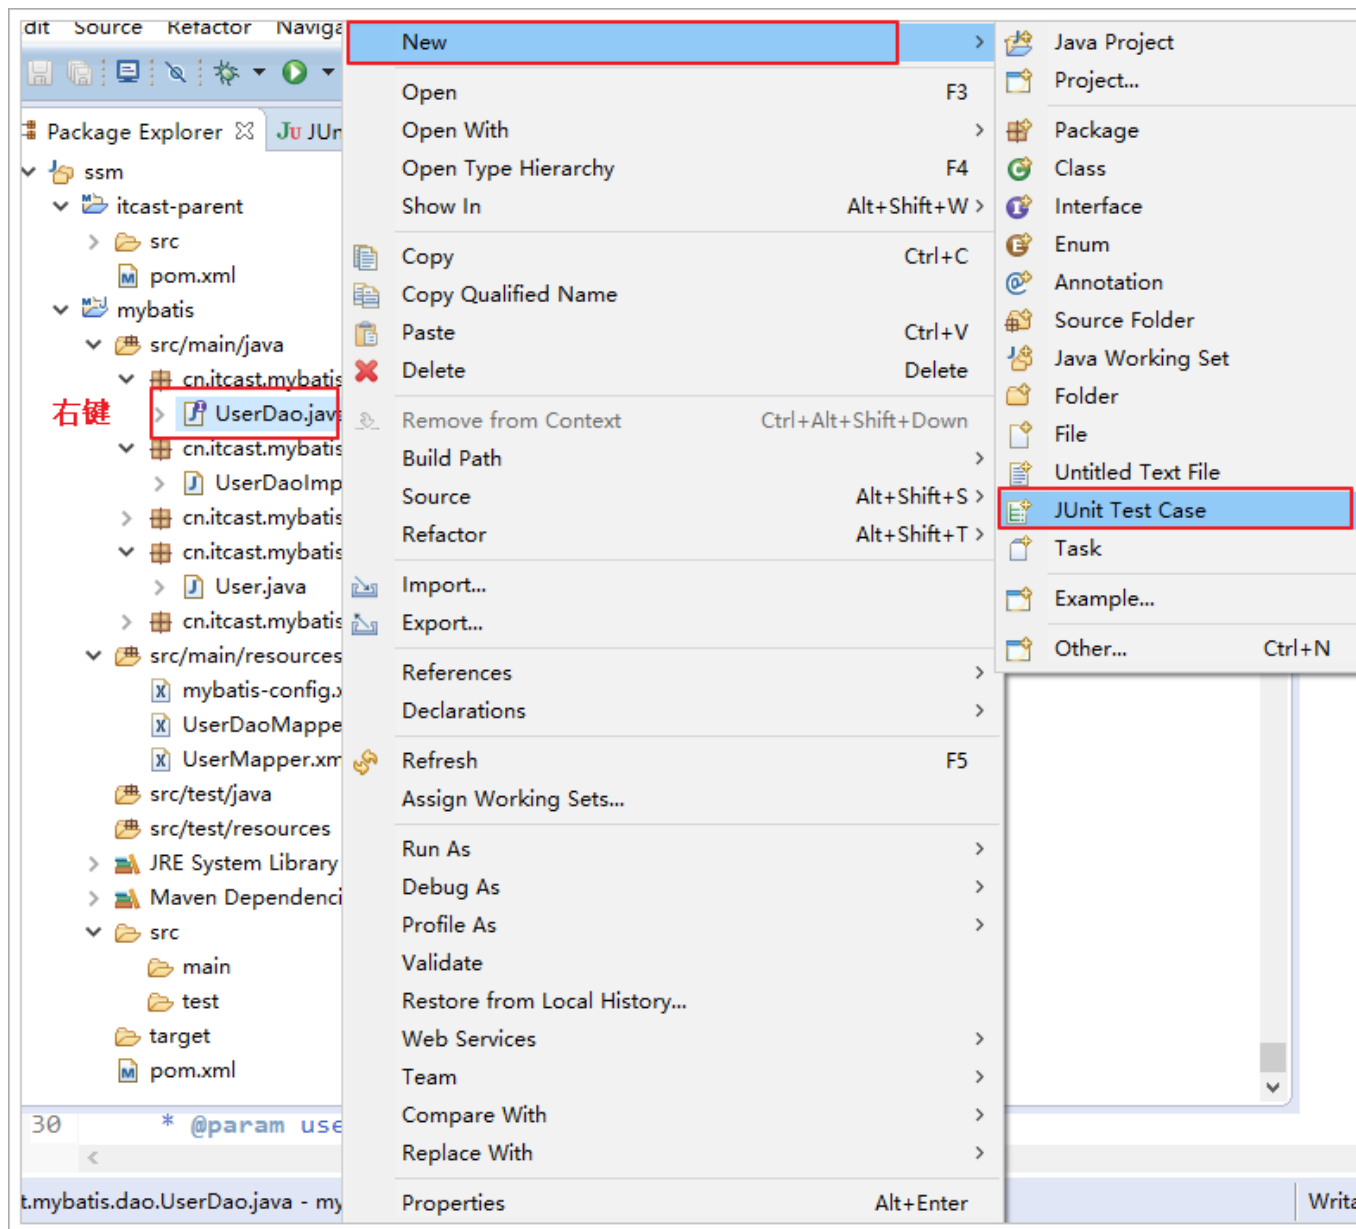 dit Source Refactor Naviga
Package Explorer
Ju JUn
ssm
itcast-parent
src
pom.xml
mybatis
src/main/java
cn.itcast.mybatis
右键
UserDao.java
cn.itcast.mybatis
UserDaoImp
cn.itcast.mybatis
cn.itcast.mybatis
User.java
cn.itcast.mybatis
src/main/resources
mybatis-config.x
UserDaoMappe
UserMapper.xm
src/test/java
src/test/resources
JRE System Library
Maven Dependenci
src
main
test
target
pom.xml
30 * @param use
t.mybatis.dao.UserDao.java - my
New
Open F3
Open With
Open Type Hierarchy F4
Show In Alt+Shift+W
Copy Ctrl+C
Copy Qualified Name
Paste Ctrl+V
Delete Delete
Remove from Context Ctrl+Alt+Shift+Down
Build Path
Source Alt+Shift+S
Refactor Alt+Shift+T
Import...
Export...
References
Declarations
Refresh F5
Assign Working Sets...
Run As
Debug As
Profile As
Validate
Restore from Local History...
Web Services
Team
Compare With
Replace With
Properties Alt+Enter
Java Project
Project...
Package
Class
Interface
Enum
Annotation
Source Folder
Java Working Set
Folder
File
Untitled Text File
JUnit Test Case
Task
Example...
Other... Ctrl+N
Writa